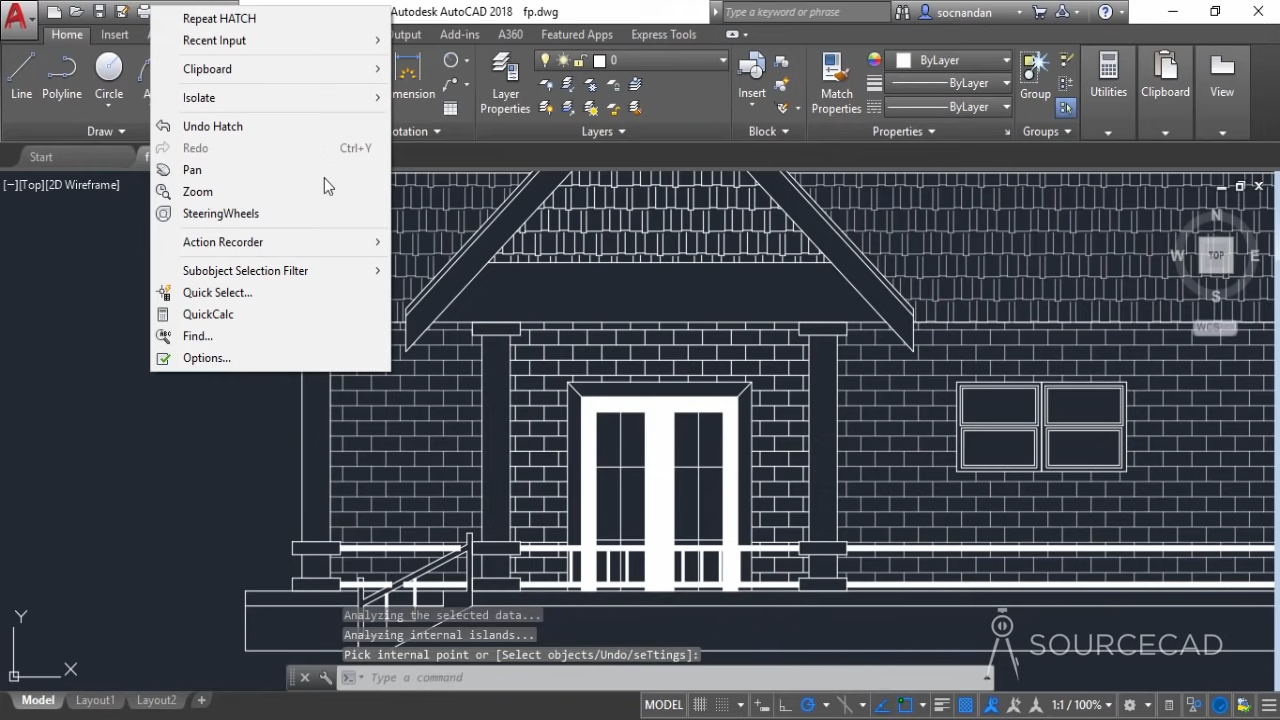 Autodesk AutoCAD 2018 fp.dwg
Type a keyword or phrase
socnandan
Home
Insert
A
utput
Add-ins
A360
Featured Apps
Express Tools
Line
Polyline
Circle
Draw
mension
notation
Layer
Properties
0
Layers
Insert
Block
Match
Properties
ByLayer
ByLayer
ByLayer
Properties
Group
Groups
Utilities
Clipboard
View
Start
f
Repeat HATCH
Recent Input
Clipboard
Isolate
Undo Hatch
Redo Ctrl+Y
Pan
Zoom
SteeringWheels
Action Recorder
Subobject Selection Filter
Quick Select...
QuickCalc
Find...
Options...
[−][Top][2D Wireframe]
N
W TOP E
S
WCS
Analyzing the selected data...
Analyzing internal islands...
Pick internal point or [Select objects/Undo/seTtings]:
Type a command
SOURCECAD
Y
X
Model
Layout1
Layout2
+
MODEL
1:1 / 100%